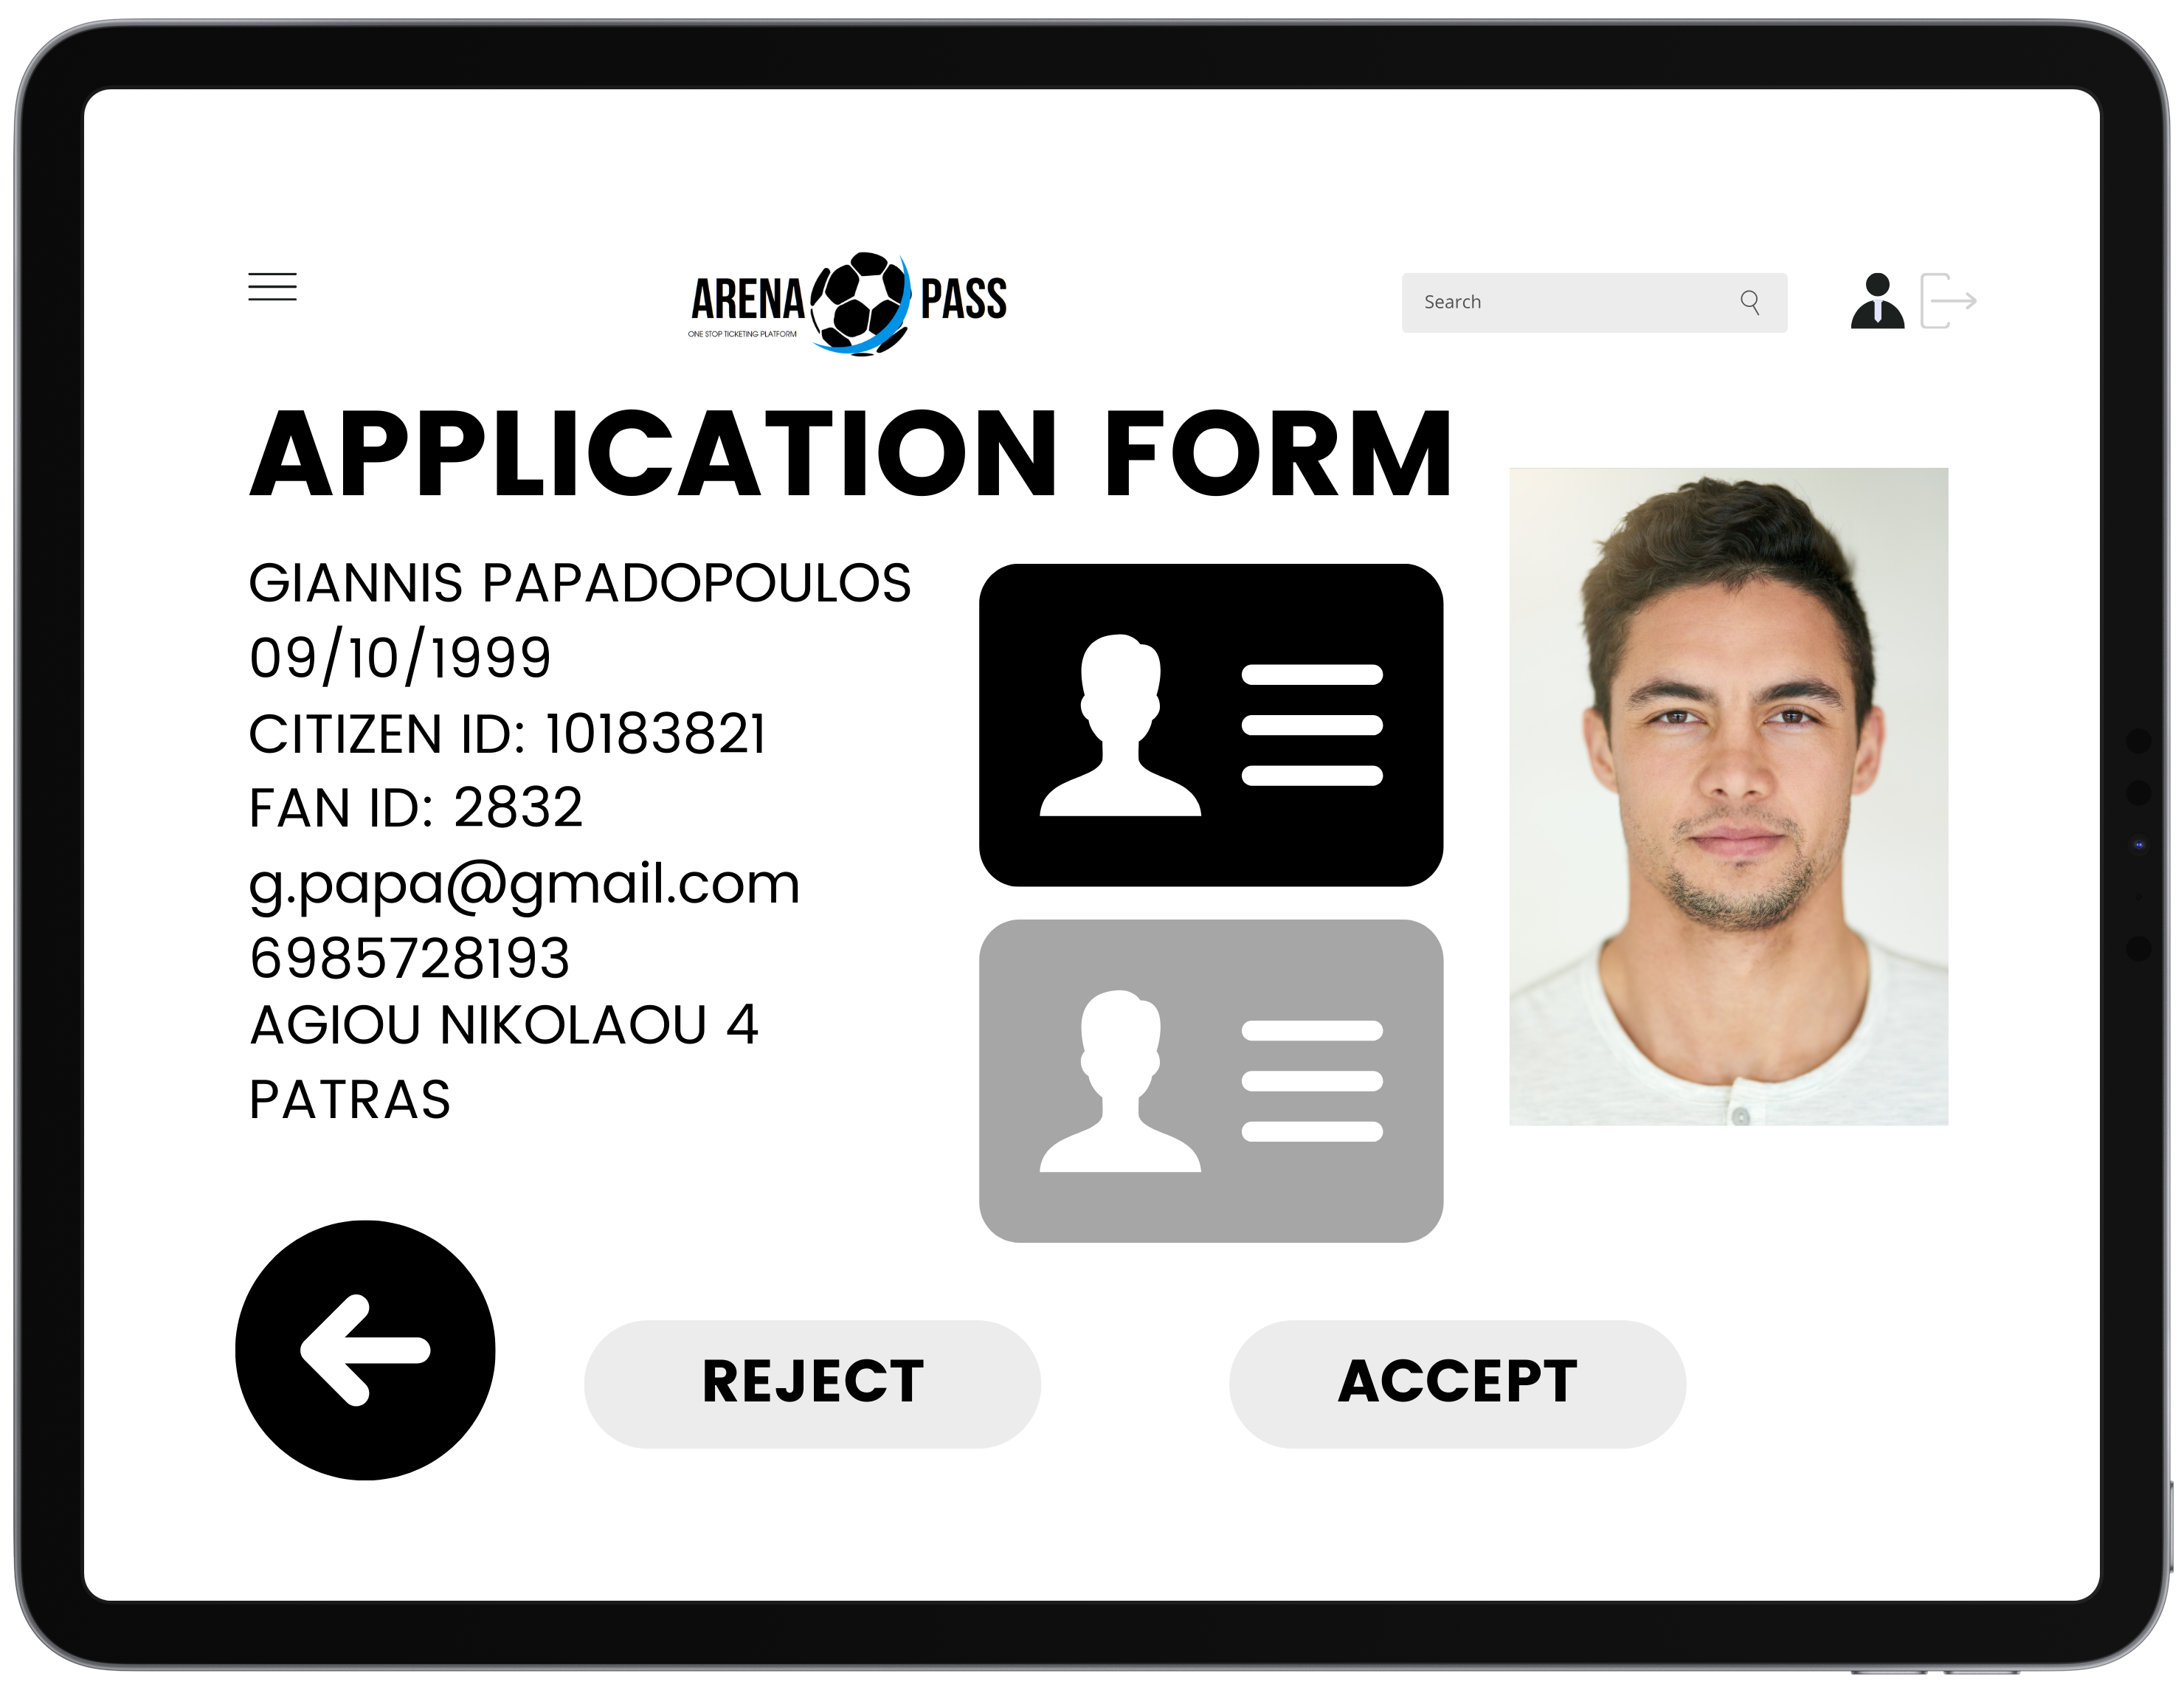 ARENA PASS
ONE STOP TICKETING PLATFORM
Search
APPLICATION FORM
GIANNIS PAPADOPOULOS
09/10/1999
CITIZEN ID: 10183821
FAN ID: 2832
g.papa@gmail.com
6985728193
AGIOU NIKOLAOU 4
PATRAS
REJECT
ACCEPT